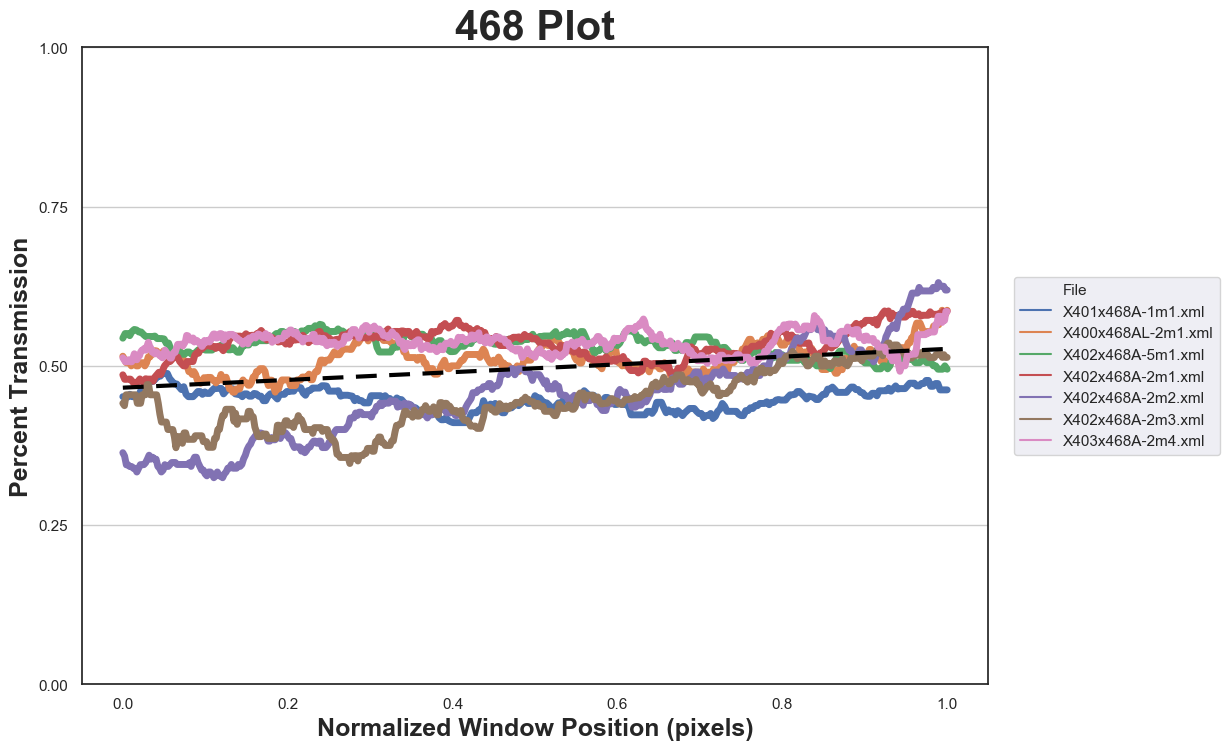 468 Plot
Percent Transmission
1.00
0.75
0.50
0.25
0.00
0.0 0.2 0.4 0.6 0.8 1.0
Normalized Window Position (pixels)
File
X401x468A-1m1.xml
X400x468AL-2m1.xml
X402x468A-5m1.xml
X402x468A-2m1.xml
X402x468A-2m2.xml
X402x468A-2m3.xml
X403x468A-2m4.xml